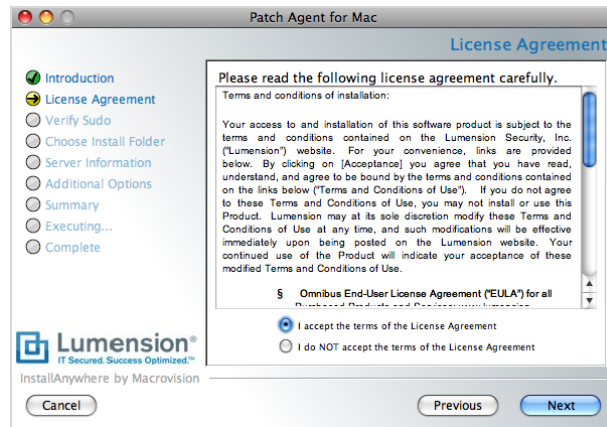 Patch Agent for Mac
License Agreement
Introduction
License Agreement
Verify Sudo
Choose Install Folder
Server Information
Additional Options
Summary
Executing...
Complete
Please read the following license agreement carefully.
Terms and conditions of installation:
Your access to and installation of this software product is subject to the
terms and conditions contained on the Lumension Security, Inc.
("Lumension") website. For your convenience, links are provided
below. By clicking on [Acceptance] you agree that you have read,
understand, and agree to be bound by the terms and conditions contained
on the links below ("Terms and Conditions of Use"). If you do not agree
to these Terms and Conditions of Use, you may not install or use this
Product. Lumension may at its sole discretion modify these Terms and
Conditions of Use at any time, and such modifications will be effective
immediately upon being posted on the Lumension website. Your
continued use of the Product will indicate your acceptance of these
modified Terms and Conditions of Use.
§ Omnibus End-User License Agreement ("EULA") for all
Purchased Products and Services: www.lumension
I accept the terms of the License Agreement
I do NOT accept the terms of the License Agreement
Lumension®
IT Secured. Success Optimized.™
InstallAnywhere by Macrovision
Cancel
Previous
Next